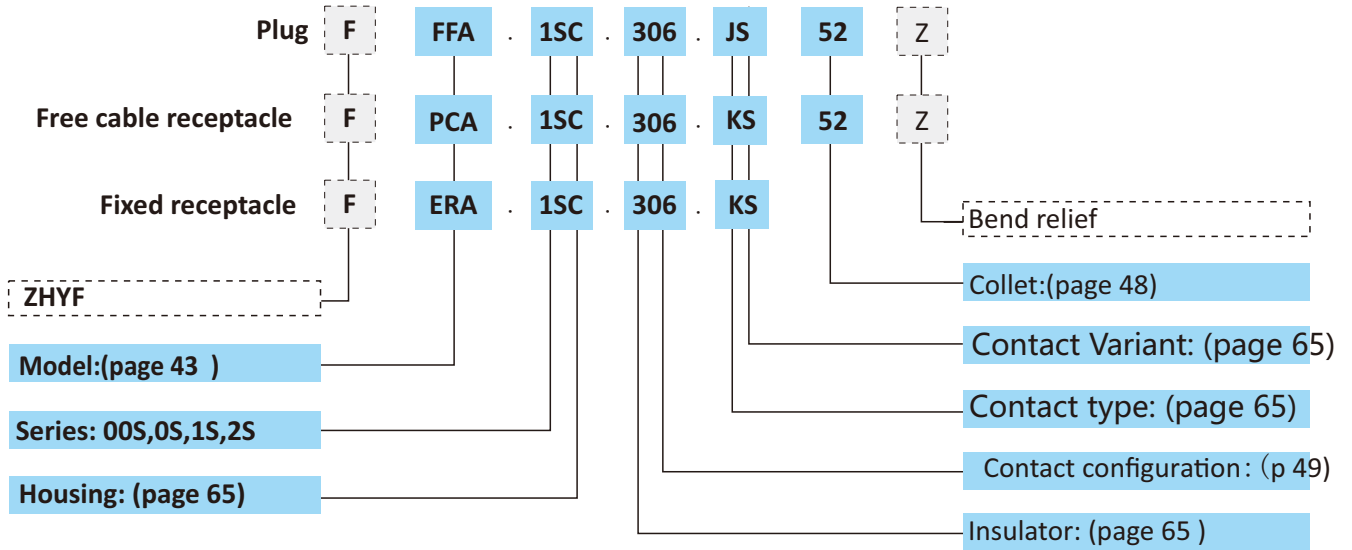 Plug F FFA . 1SC . 306 . JS 52 Z
Free cable receptacle F PCA . 1SC . 306 . KS 52 Z
Fixed receptacle F ERA . 1SC . 306 . KS
Bend relief
ZHYF
Collet:(page 48)
Model:(page 43 )
Contact Variant: (page 65)
Series: 00S,0S,1S,2S
Contact type: (page 65)
Housing: (page 65)
Contact configuration:（p 49)
Insulator: (page 65 )